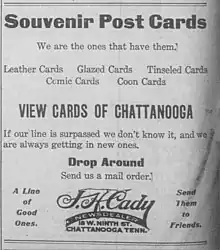 Souvenir Post Cards
We are the ones that have them.
Leather Cards Glazed Cards Tinseled Cards
Comic Cards Coon Cards
VIEW CARDS OF CHATTANOOGA
If our line is surpassed we don't know it, and we
are always getting in new ones.
Drop Around
Send us a mail order.
A Line
of
Good
Ones.
J.K. Cady
NEWSDEALER
12 W. NINTH ST.
CHATTANOOGA TENN.
Send
Them
to
Friends.